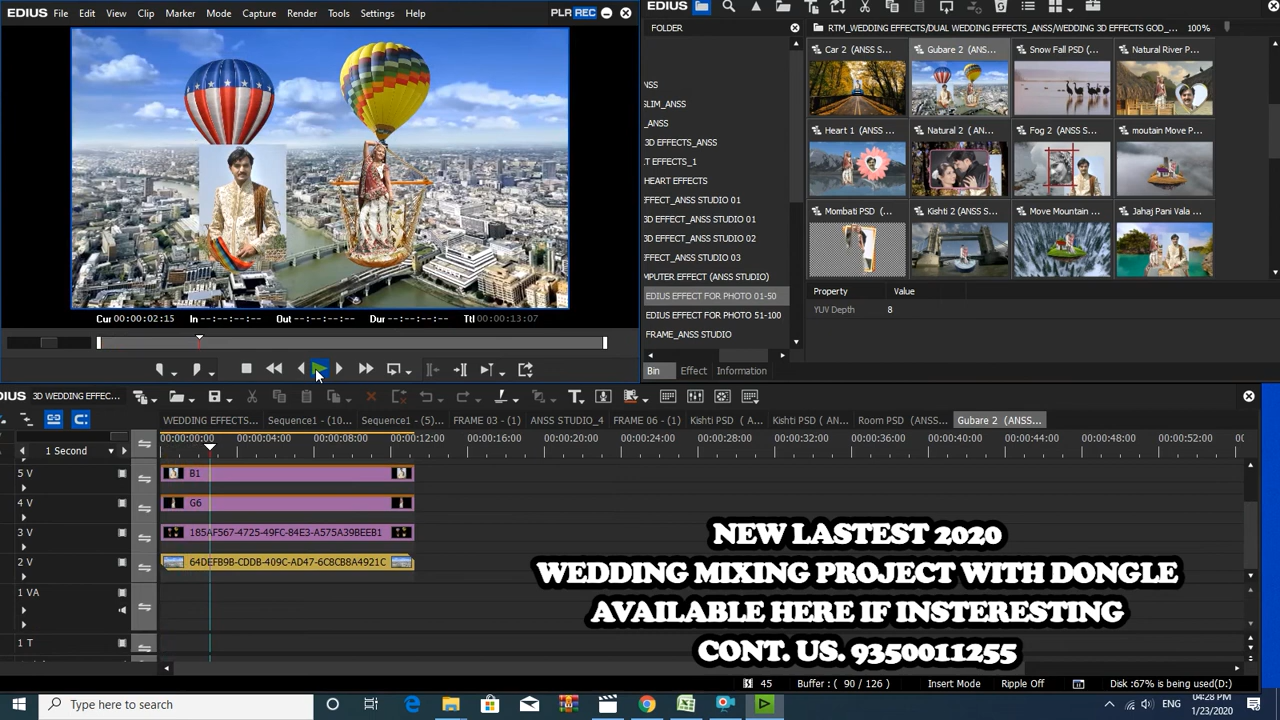 EDIUS File Edit View Clip Marker Mode Capture Render Tools Settings Help PLR REC
Cur 00:00:02:15 In --:--:--:-- Out --:--:--:-- Dur --:--:--:-- Ttl 00:00:13:07
FOLDER
RTM_WEDDING EFFECTS/DUAL WEDDING EFFECTS_ANSS/WEDDING 3D EFFECTS GOD_... 100%
NSS
SLIM_ANSS
_ANSS
3D EFFECTS_ANSS
T EFFECTS_1
HEART EFFECTS
EFFECT_ANSS STUDIO 01
3D EFFECT_ANSS STUDIO 01
3D EFFECT_ANSS STUDIO 02
EFFECT_ANSS STUDIO 03
MPUTER EFFECT (ANSS STUDIO)
EDIUS EFFECT FOR PHOTO 01-50
EDIUS EFFECT FOR PHOTO 51-100
FRAME_ANSS STUDIO
Car 2 (ANSS S... Gubare 2 (ANS... Snow Fall PSD (... Natural River P...
Heart 1 (ANSS ... Natural 2 ( AN... Fog 2 (ANSS S... moutain Move P...
Mombati PSD (... Kishti 2 (ANSS... Move Mountain ... Jahaj Pani Vala ...
Property Value
YUV Depth 8
Bin Effect Information
EDIUS 3D WEDDING EFFEC...
WEDDING EFFECTS... Sequence1 - (10... Sequence1 - (5)... FRAME 03 - (1) ANSS STUDIO_4 FRAME 06 - (1) Kishti PSD ( AN... Kishti PSD ( AN... Room PSD (ANSS... Gubare 2 (ANSS...
1 Second
00:00:00:00 00:00:04:00 00:00:08:00 00:00:12:00 00:00:16:00 00:00:20:00 00:00:24:00 00:00:28:00 00:00:32:00 00:00:36:00 00:00:40:00 00:00:44:00 00:00:48:00 00:00:52:00
5 V B1
4 V G6
3 V 185AF567-4725-49FC-84E3-A575A39BEEB1
2 V 64DEFB9B-CDDB-409C-AD47-6C8CB8A4921C
1 VA
1 T
NEW LASTEST 2020
WEDDING MIXING PROJECT WITH DONGLE
AVAILABLE HERE IF INSTERESTING
CONT. US. 9350011255
45 Buffer : ( 90 / 126 ) Insert Mode Ripple Off Disk :67% is being used(D:)
Type here to search
ENG
04:28 PM
1/23/2020